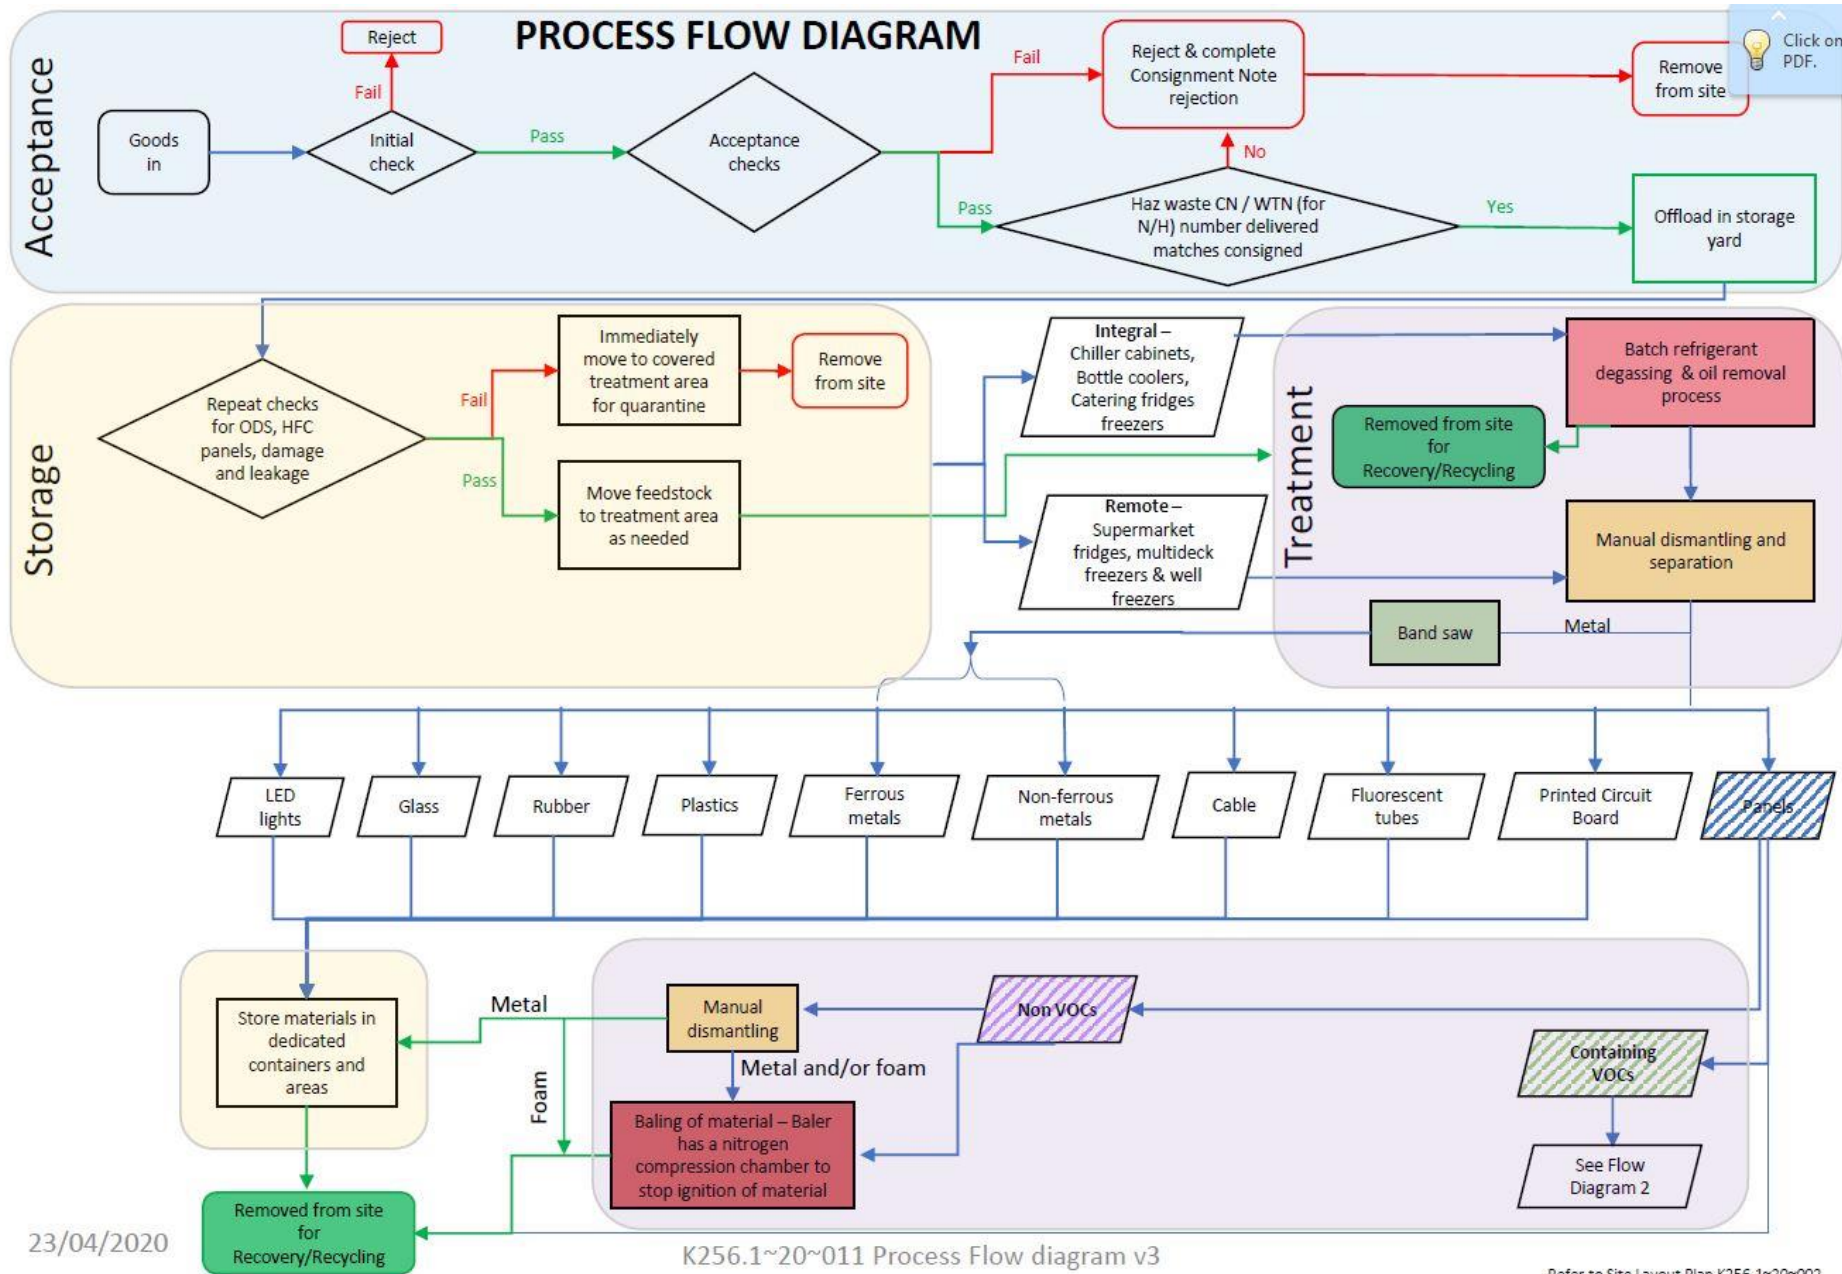 PROCESS FLOW DIAGRAM
Click on
PDF.
Acceptance
Reject
Fail
Goods
in
Initial
check
Pass
Acceptance
checks
Fail
Reject & complete
Consignment Note
rejection
Remove
from site
No
Pass
Haz waste CN / WTN (for
N/H) number delivered
matches consigned
Yes
Offload in storage
yard
Storage
Repeat checks
for ODS, HFC
panels, damage
and leakage
Fail
Immediately
move to covered
treatment area
for quarantine
Remove
from site
Pass
Move feedstock
to treatment area
as needed
Integral –
Chiller cabinets,
Bottle coolers,
Catering fridges
freezers
Remote –
Supermarket
fridges, multideck
freezers & well
freezers
Treatment
Batch refrigerant
degassing & oil removal
process
Removed from site
for
Recovery/Recycling
Manual dismantling and
separation
Band saw
Metal
LED
lights
Glass
Rubber
Plastics
Ferrous
metals
Non-ferrous
metals
Cable
Fluorescent
tubes
Printed Circuit
Board
Panels
Store materials in
dedicated
containers and
areas
Metal
Foam
Manual
dismantling
Non VOCs
Metal and/or foam
Containing
VOCs
Baling of material – Baler
has a nitrogen
compression chamber to
stop ignition of material
See Flow
Diagram 2
Removed from site
for
Recovery/Recycling
23/04/2020
K256.1~20~011 Process Flow diagram v3
Refer to Site Layout Plan K256.1~20~002